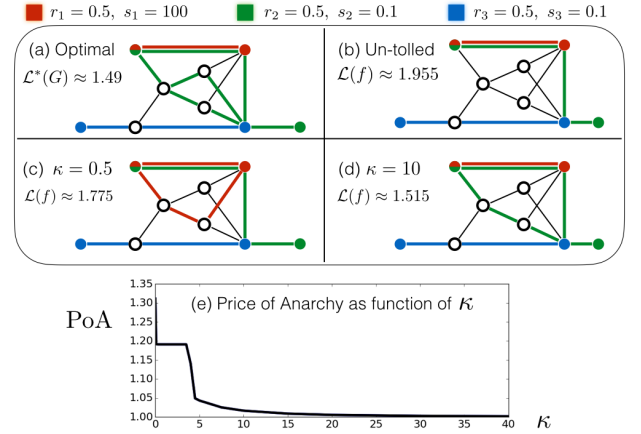 r₁ = 0.5, s₁ = 100 r₂ = 0.5, s₂ = 0.1 r₃ = 0.5, s₃ = 0.1
(a) Optimal
ℒ*(G) ≈ 1.49
(b) Un-tolled
ℒ(f) ≈ 1.955
(c) κ = 0.5
ℒ(f) ≈ 1.775
(d) κ = 10
ℒ(f) ≈ 1.515
(e) Price of Anarchy as function of κ
PoA
1.35
1.30
1.25
1.20
1.15
1.10
1.05
1.00
0 5 10 15 20 25 30 35 40
κ